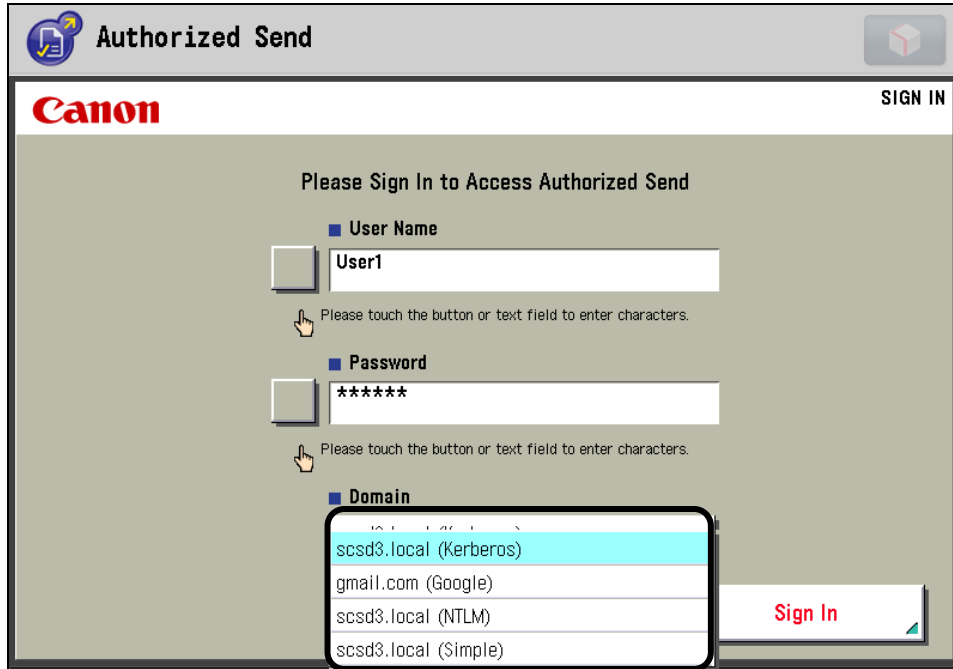 Authorized Send
Canon
SIGN IN
Please Sign In to Access Authorized Send
User Name
User1
Please touch the button or text field to enter characters.
Password
******
Please touch the button or text field to enter characters.
Domain
scsd3.local (Kerberos)
gmail.com (Google)
scsd3.local (NTLM)
scsd3.local (Simple)
Sign In